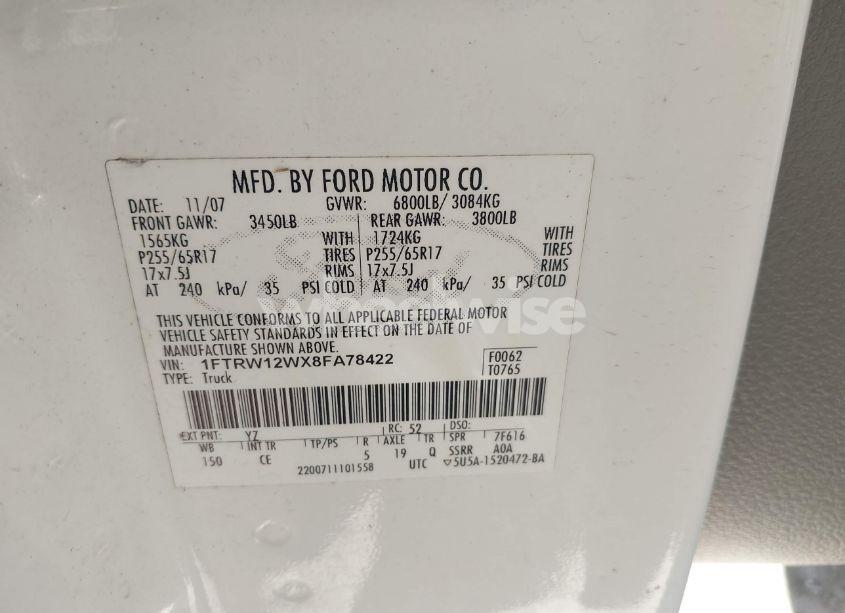 MFD. BY FORD MOTOR CO.
DATE: 11/07 GVWR: 6800LB/ 3084KG
FRONT GAWR: 3450LB REAR GAWR: 3800LB
1565KG WITH 1724KG WITH
P255/65R17 TIRES P255/65R17 TIRES
17x7.5J RIMS 17x7.5J RIMS
AT 240 kPa/ 35 PSI COLD AT 240 kPa/ 35 PSI COLD
THIS VEHICLE CONFORMS TO ALL APPLICABLE FEDERAL MOTOR
VEHICLE SAFETY STANDARDS IN EFFECT ON THE DATE OF
MANUFACTURE SHOWN ABOVE.
VIN: 1FTRW12WX8FA78422 F0062
TYPE: Truck T0765
EXT PNT: YZ RC: 52 DSO:
WB INT TR TP/PS R AXLE TR SPR 7F616
150 CE 5 19 Q SSRR A0A
2200711101558 UTC ▽5U5A-1520472-BA